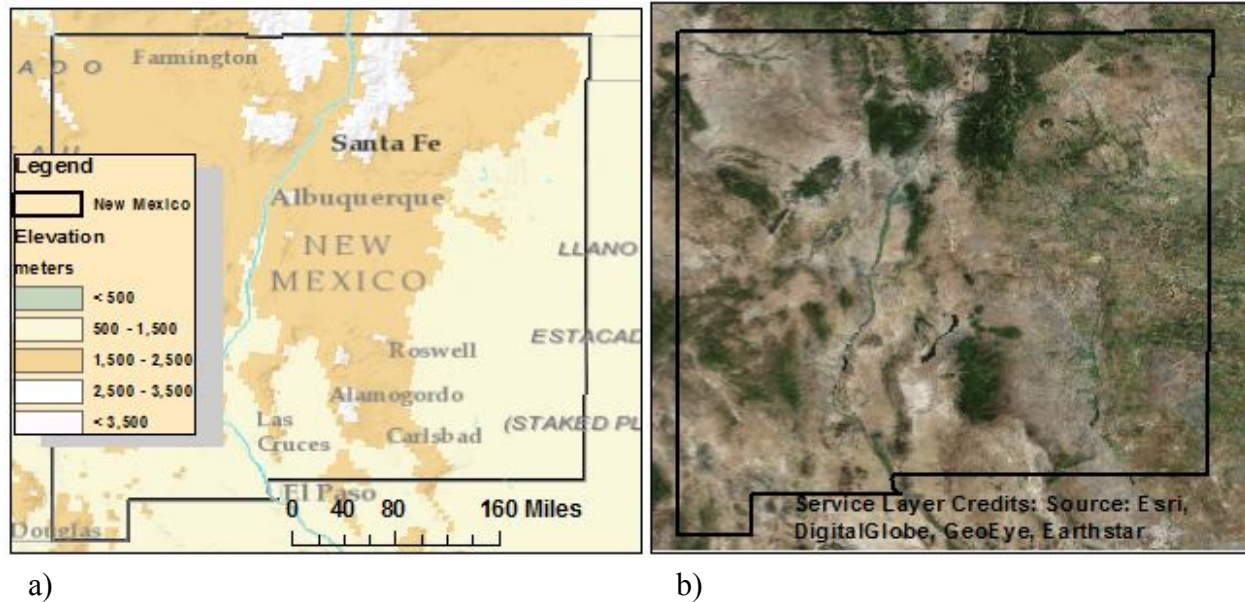 Farmington
A D O
A U
Santa Fe
Legend
New Mexico
Elevation
meters
< 500
500 - 1,500
1,500 - 2,500
2,500 - 3,500
< 3,500
Albuquerque
NEW
MEXICO
LLANO
ESTACAD
Roswell
Alamogordo
(STAKED PL
Las
Cruces
Carlsbad
El Paso
0 40 80 160 Miles
Douglas
a)
Service Layer Credits: Source: Esri,
DigitalGlobe, GeoEye, Earthstar
b)